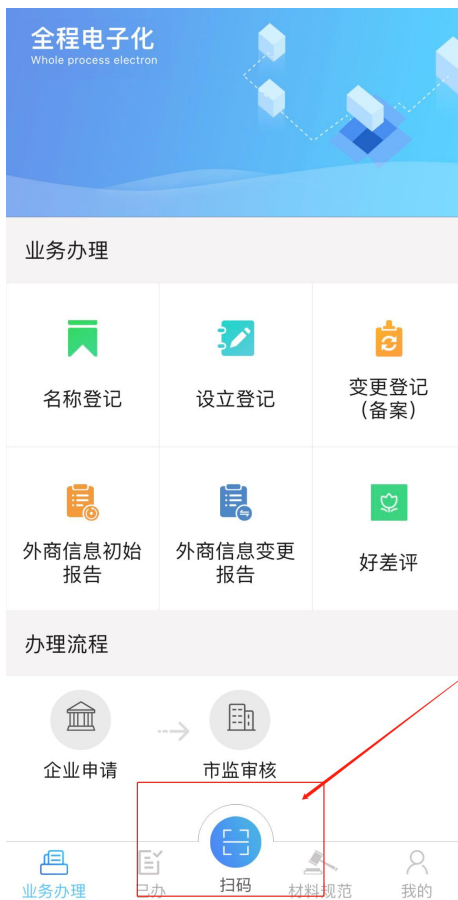 全程电子化
Whole process electron
业务办理
名称登记
设立登记
变更登记
(备案)
外商信息初始
报告
外商信息变更
报告
好差评
办理流程
企业申请
市监审核
业务办理
已办
扫码
材料规范
我的